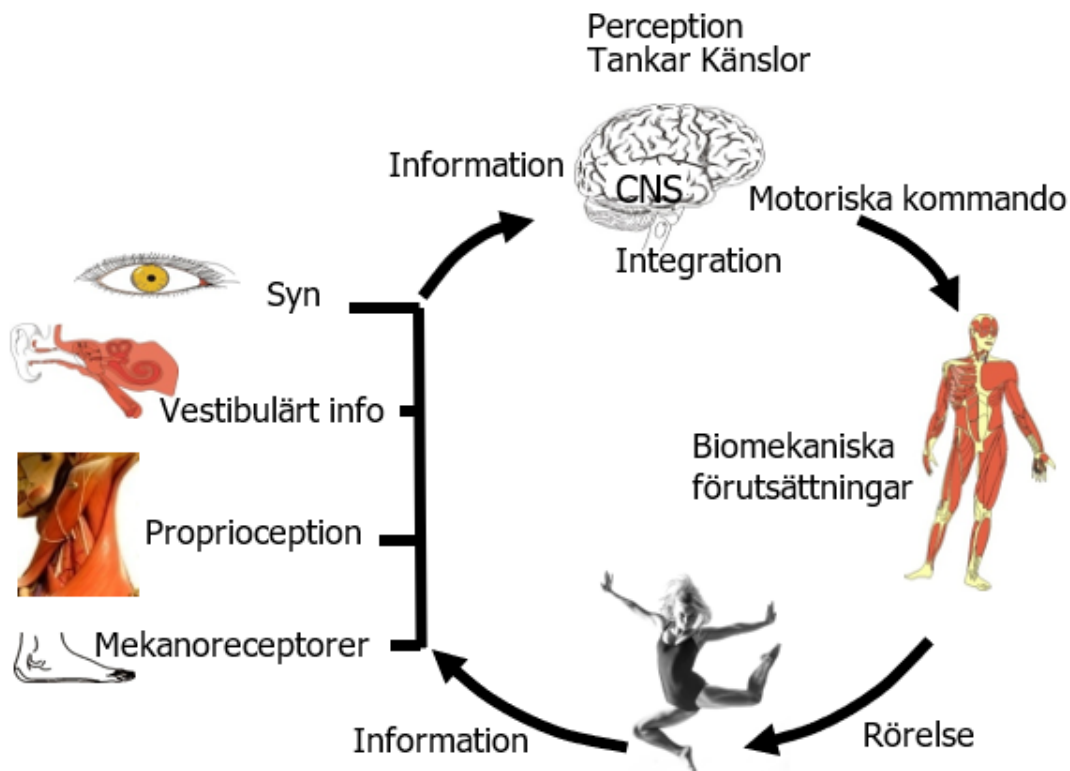 Perception
Tankar Känslor
Information
CNS
Motoriska kommando
Integration
Syn
Vestibulärt info
Biomekaniska
förutsättningar
Proprioception
Mekanoreceptorer
Information
Rörelse